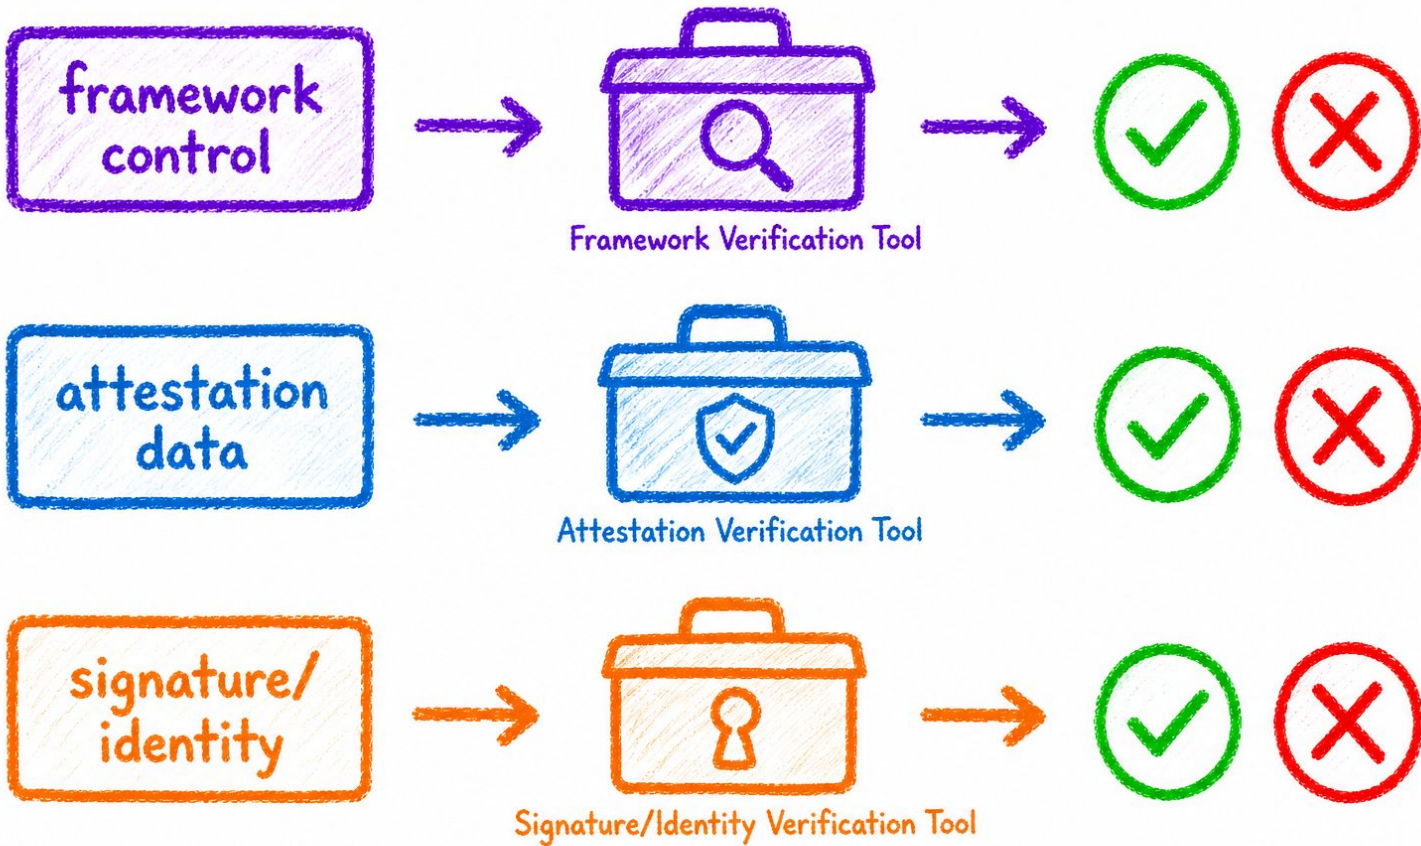 framework
control
Framework Verification Tool
attestation
data
Attestation Verification Tool
signature/
identity
Signature/Identity Verification Tool